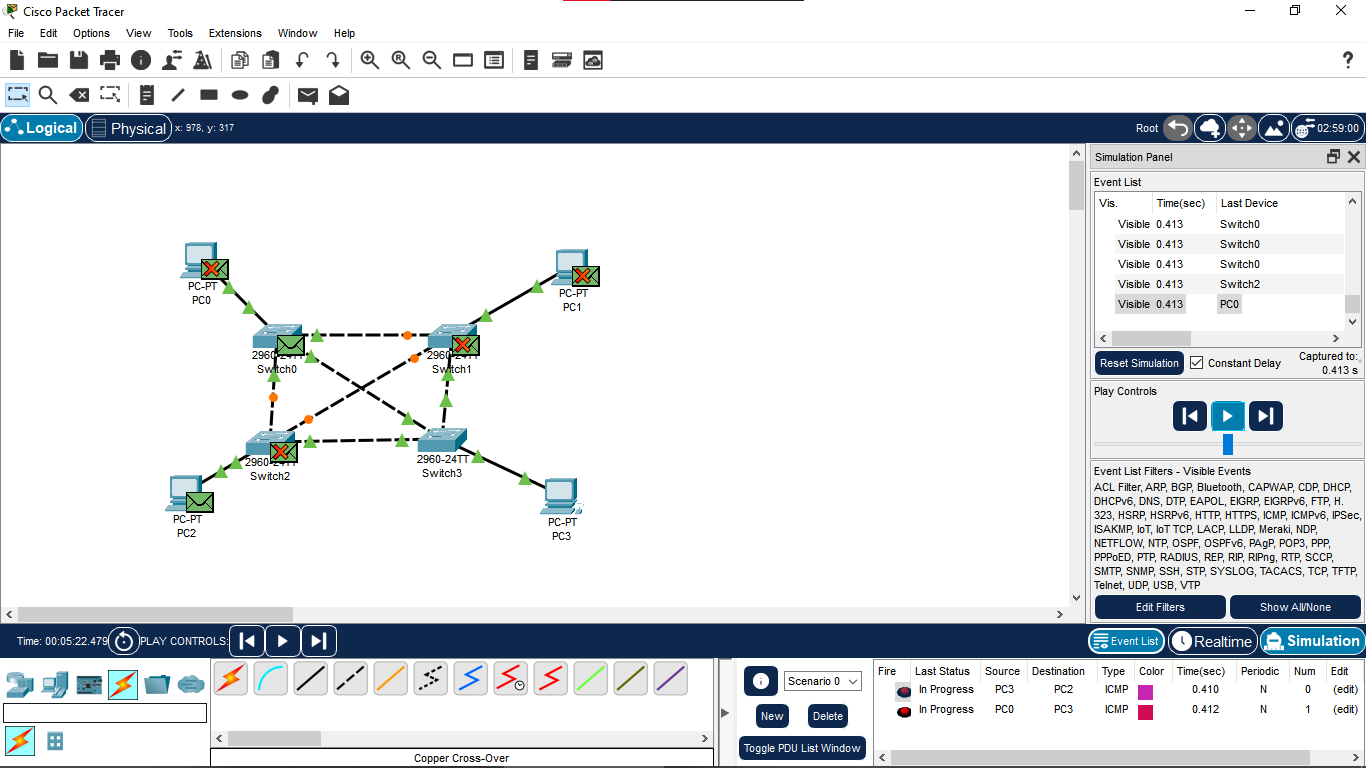 Cisco Packet Tracer
File Edit Options View Tools Extensions Window Help
Logical Physical x: 978, y: 317 Root 02:59:00
Simulation Panel
Event List
Vis. Time(sec) Last Device
Visible 0.413 Switch0
Visible 0.413 Switch0
Visible 0.413 Switch0
Visible 0.413 Switch2
Visible 0.413 PC0
Reset Simulation Constant Delay Captured to:
0.413 s
Play Controls
Event List Filters - Visible Events
ACL Filter, ARP, BGP, Bluetooth, CAPWAP, CDP, DHCP,
DHCPv6, DNS, DTP, EAPOL, EIGRP, EIGRPv6, FTP, H.
323, HSRP, HSRPv6, HTTP, HTTPS, ICMP, ICMPv6, IPSec,
ISAKMP, IoT, IoT TCP, LACP, LLDP, Meraki, NDP,
NETFLOW, NTP, OSPF, OSPFv6, PAgP, POP3, PPP,
PPPoED, PTP, RADIUS, REP, RIP, RIPng, RTP, SCCP,
SMTP, SNMP, SSH, STP, SYSLOG, TACACS, TCP, TFTP,
Telnet, UDP, USB, VTP
Edit Filters Show All/None
PC-PT
PC0
PC-PT
PC1
2960-24TT
Switch0
2960-24TT
Switch1
2960-24TT
Switch2
2960-24TT
Switch3
PC-PT
PC2
PC-PT
PC3
Time: 00:05:22.479 PLAY CONTROLS: Event List Realtime Simulation
Copper Cross-Over
Scenario 0
New Delete
Toggle PDU List Window
Fire Last Status Source Destination Type Color Time(sec) Periodic Num Edit
In Progress PC3 PC2 ICMP 0.410 N 0 (edit)
In Progress PC0 PC3 ICMP 0.412 N 1 (edit)